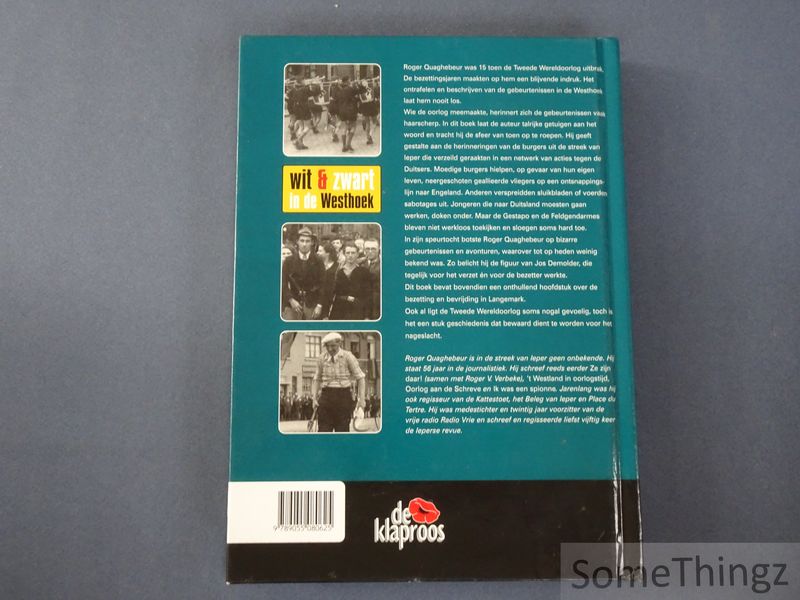 Roger Quaghebeur was 15 toen de Tweede Wereldoorlog uitbrak.
De bezettingsjaren maakten op hem een blijvende indruk. Het
ontrafelen en beschrijven van de gebeurtenissen in de Westhoek
laat hem nooit los.
Wie de oorlog meemaakte, herinnert zich de gebeurtenissen vaak
haarscherp. In dit boek laat de auteur talrijke getuigen aan het
woord en tracht hij de sfeer van toen op te roepen. Hij geeft
gestalte aan de herinneringen van de burgers uit de streek van
Ieper die verzeild geraakten in een netwerk van acties tegen de
Duitsers. Moedige burgers hielpen, op gevaar van hun eigen
leven, neergeschoten geallieerde vliegers op een ontsnappings-
lijn naar Engeland. Anderen verspreidden sluikbladen of voerden
sabotages uit. Jongeren die naar Duitsland moesten gaan
werken, doken onder. Maar de Gestapo en de Feldgendarmes
bleven niet werkloos toekijken en sloegen soms hard toe.
In zijn speurtocht botste Roger Quaghebeur op bizarre
gebeurtenissen en avonturen, waarover tot op heden weinig
bekend was. Zo belicht hij de figuur van Jos Demolder, die
tegelijk voor het verzet én voor de bezetter werkte.
Dit boek bevat bovendien een onthullend hoofdstuk over de
bezetting en bevrijding in Langemark.
Ook al ligt de Tweede Wereldoorlog soms nogal gevoelig, toch is
het een stuk geschiedenis dat bewaard dient te worden voor het
nageslacht.
Roger Quaghebeur is in de streek van Ieper geen onbekende. Hij
staat 56 jaar in de journalistiek. Hij schreef reeds eerder Ze zijn
daar! (samen met Roger V. Verbeke), 't Westland in oorlogstijd,
Oorlog aan de Schreve en Ik was een spionne. Jarenlang was hij
ook regisseur van de Kattestoet, het Beleg van Ieper en Place du
Tertre. Hij was medestichter en twintig jaar voorzitter van de
vrije radio Radio Vrie en schreef en regisseerde liefst vijftig keer
de Ieperse revue.
wit & zwart
in de Westhoek
9 789055 080625
de
klaproos
SomeThingz